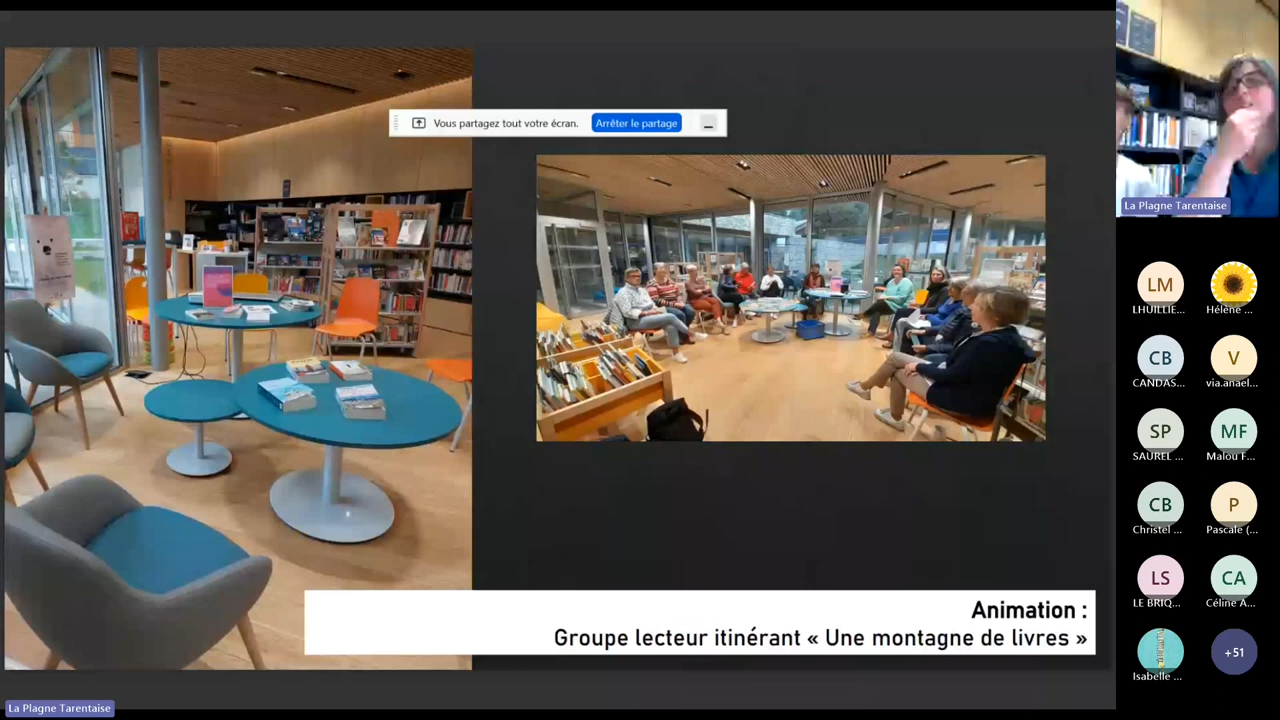 Vous partagez tout votre écran.
Arrêter le partage
Animation :
Groupe lecteur itinérant « Une montagne de livres »
La Plagne Tarentaise
La Plagne Tarentaise
LM
LHUILLIE...
Hélène ...
CB
CANDAS...
V
via.anael...
SP
SAUREL ...
MF
Malou F...
CB
Christel ...
P
Pascale (...
LS
LE BRIQ...
CA
Céline A...
Isabelle ...
+51